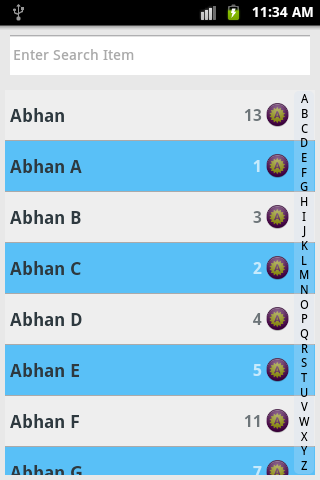 11:34 AM
Enter Search Item
Abhan 13 A
Abhan A 1 A
Abhan B 3 A
Abhan C 2 A
Abhan D 4 A
Abhan E 5 A
Abhan F 11 A
Abhan G 7 A
A
B
C
D
E
F
G
H
I
J
K
L
M
N
O
P
Q
R
S
T
U
V
W
X
Y
Z